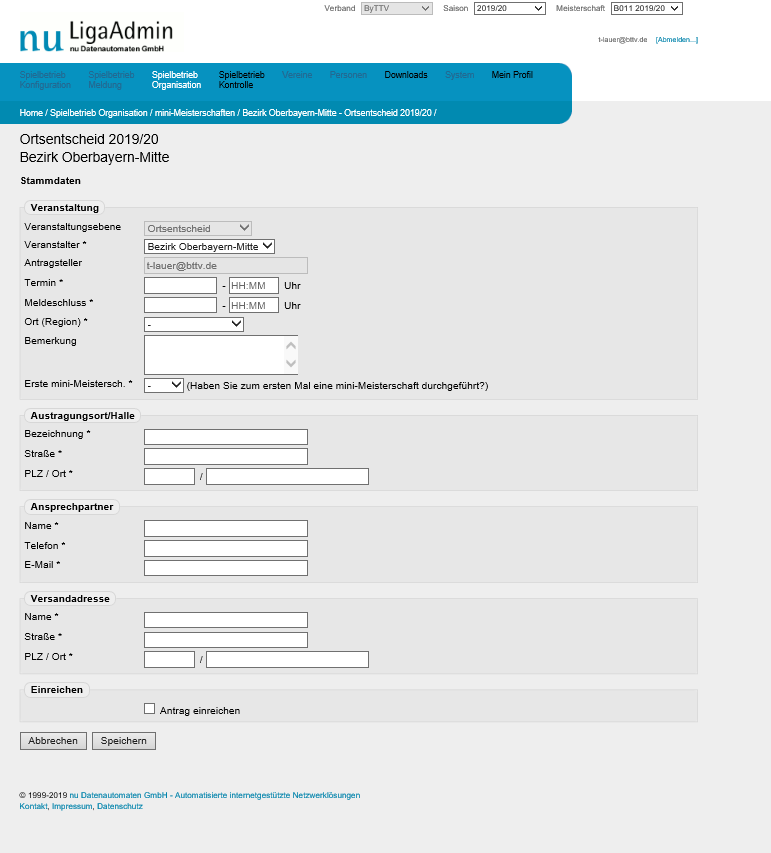 Verband ByTTV Saison 2019/20 Meisterschaft B011 2019/20
nu LigaAdmin
nu Datenautomaten GmbH
t-lauer@bttv.de [Abmelden...]
Spielbetrieb Konfiguration Spielbetrieb Meldung Spielbetrieb Organisation Spielbetrieb Kontrolle Vereine Personen Downloads System Mein Profil
Home / Spielbetrieb Organisation / mini-Meisterschaften / Bezirk Oberbayern-Mitte - Ortsentscheid 2019/20 /
Ortsentscheid 2019/20
Bezirk Oberbayern-Mitte
Stammdaten
Veranstaltung
Veranstaltungsebene Ortsentscheid
Veranstalter * Bezirk Oberbayern-Mitte
Antragsteller t-lauer@bttv.de
Termin * - HH:MM Uhr
Meldeschluss * - HH:MM Uhr
Ort (Region) * -
Bemerkung
Erste mini-Meistersch. * - (Haben Sie zum ersten Mal eine mini-Meisterschaft durchgeführt?)
Austragungsort/Halle
Bezeichnung *
Straße *
PLZ / Ort * /
Ansprechpartner
Name *
Telefon *
E-Mail *
Versandadresse
Name *
Straße *
PLZ / Ort * /
Einreichen
Antrag einreichen
Abbrechen Speichern
© 1999-2019 nu Datenautomaten GmbH - Automatisierte internetgestützte Netzwerklösungen
Kontakt, Impressum, Datenschutz